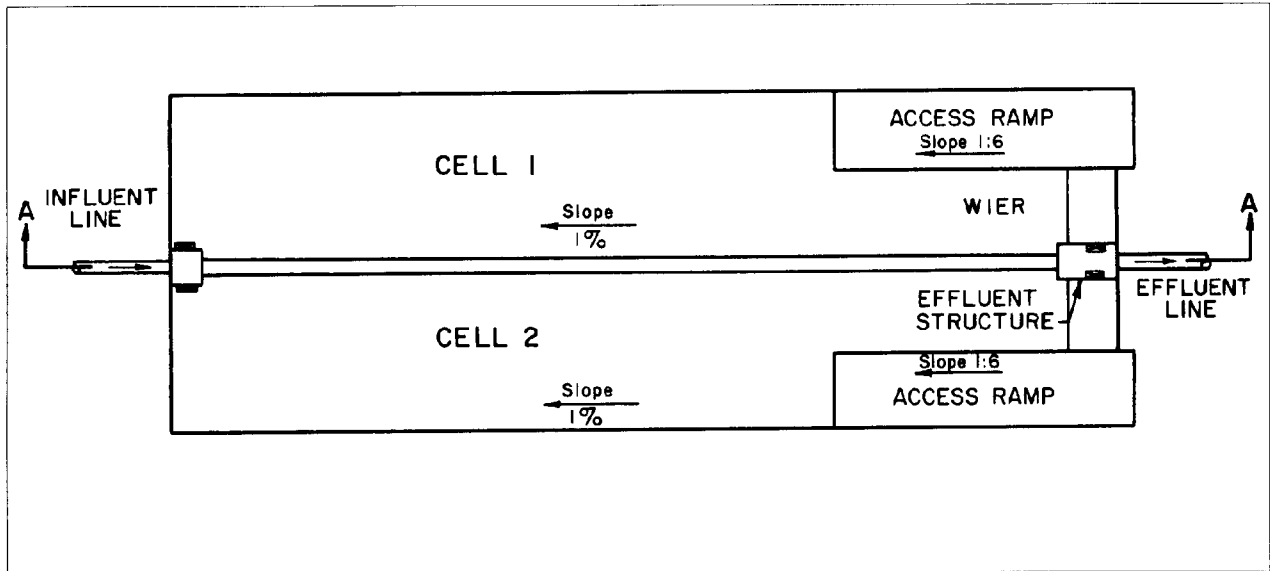 ACCESS RAMP
Slope 1:6
CELL 1
A
INFLUENT
LINE
WIER
A
Slope
1%
EFFLUENT
STRUCTURE
EFFLUENT
LINE
CELL 2
Slope 1:6
Slope
1%
ACCESS RAMP